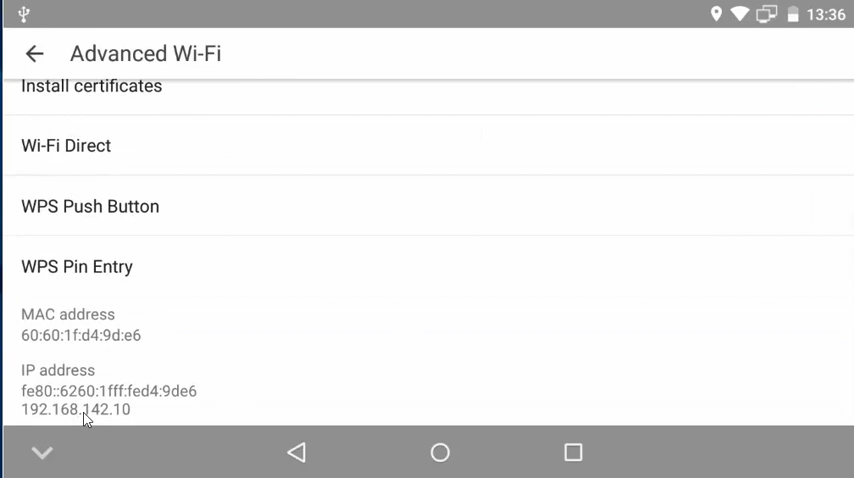 13:36
Advanced Wi-Fi
Install certificates
Wi-Fi Direct
WPS Push Button
WPS Pin Entry
MAC address
60:60:1f:d4:9d:e6
IP address
fe80::6260:1fff:fed4:9de6
192.168.142.10